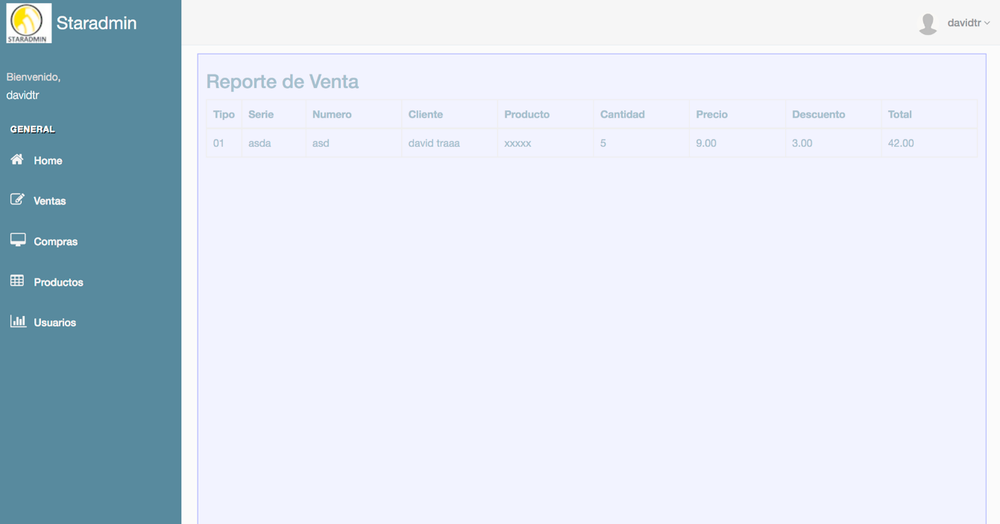 STARADMIN
Staradmin
davidtr
Bienvenido,
davidtr
GENERAL
Home
Ventas
Compras
Productos
Usuarios
Reporte de Venta
Tipo Serie Numero Cliente Producto Cantidad Precio Descuento Total
01 asda asd david traaa xxxxx 5 9.00 3.00 42.00